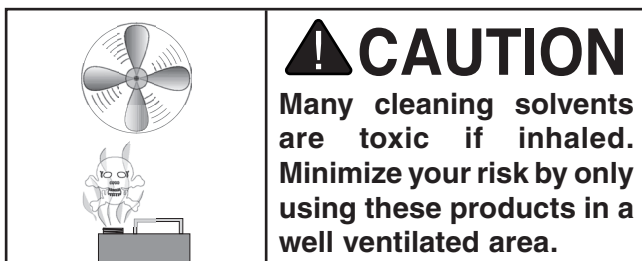 CAUTION
Many cleaning solvents
are toxic if inhaled.
Minimize your risk by only
using these products in a
well ventilated area.